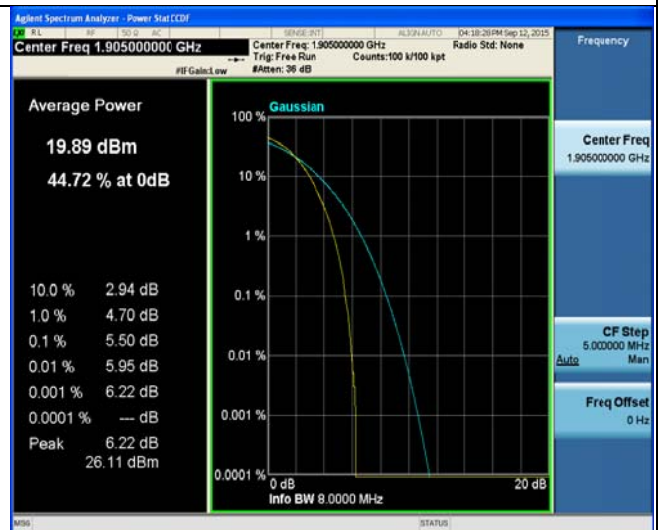 Agilent Spectrum Analyzer - Power Stat CCDF
RL RF 50 Ω AC SENSE:INT ALIGN AUTO 04:18:28 PM Sep 12, 2015
Center Freq 1.905000000 GHz
Center Freq: 1.905000000 GHz
Radio Std: None
Trig: Free Run Counts:100 k/100 kpt
#IFGain:Low #Atten: 36 dB
Frequency
Average Power
19.89 dBm
44.72 % at 0dB
10.0 % 2.94 dB
1.0 % 4.70 dB
0.1 % 5.50 dB
0.01 % 5.95 dB
0.001 % 6.22 dB
0.0001 % --- dB
Peak 6.22 dB
26.11 dBm
Gaussian
100 %
10 %
1 %
0.1 %
0.01 %
0.001 %
0.0001 %
0 dB 20 dB
Info BW 8.0000 MHz
Center Freq
1.905000000 GHz
CF Step
5.000000 MHz
Auto Man
Freq Offset
0 Hz
MSG STATUS